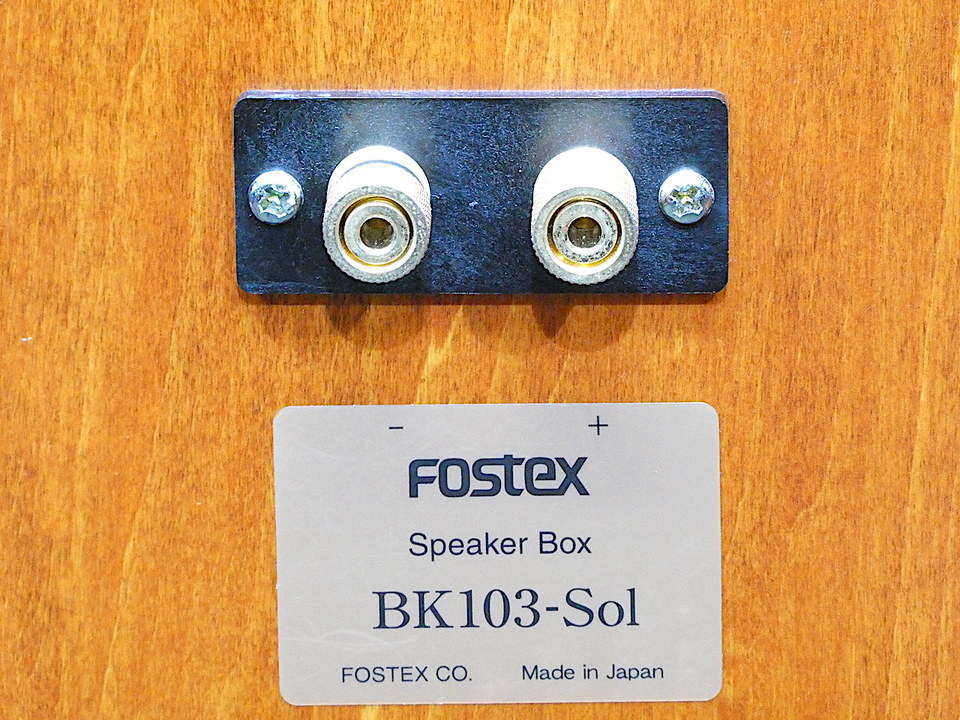 − +
FOSTEX
Speaker Box
BK103-Sol
FOSTEX CO. Made in Japan